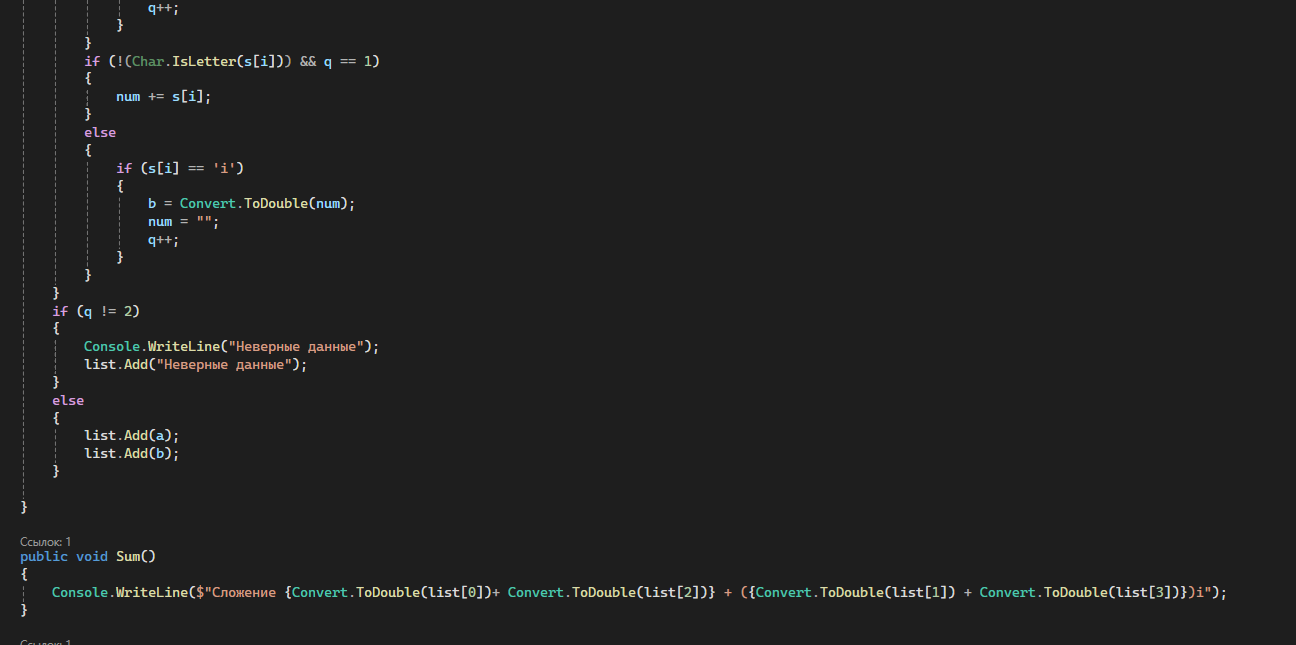 q++;
}
}
if (!(Char.IsLetter(s[i])) && q == 1)
{
num += s[i];
}
else
{
if (s[i] == 'i')
{
b = Convert.ToDouble(num);
num = "";
q++;
}
}
}
if (q != 2)
{
Console.WriteLine("Неверные данные");
list.Add("Неверные данные");
}
else
{
list.Add(a);
list.Add(b);
}
}
Ссылок: 1
public void Sum()
{
Console.WriteLine($"Сложение {Convert.ToDouble(list[0])+ Convert.ToDouble(list[2])} + ({Convert.ToDouble(list[1]) + Convert.ToDouble(list[3])})i");
}
Ссылок: 1